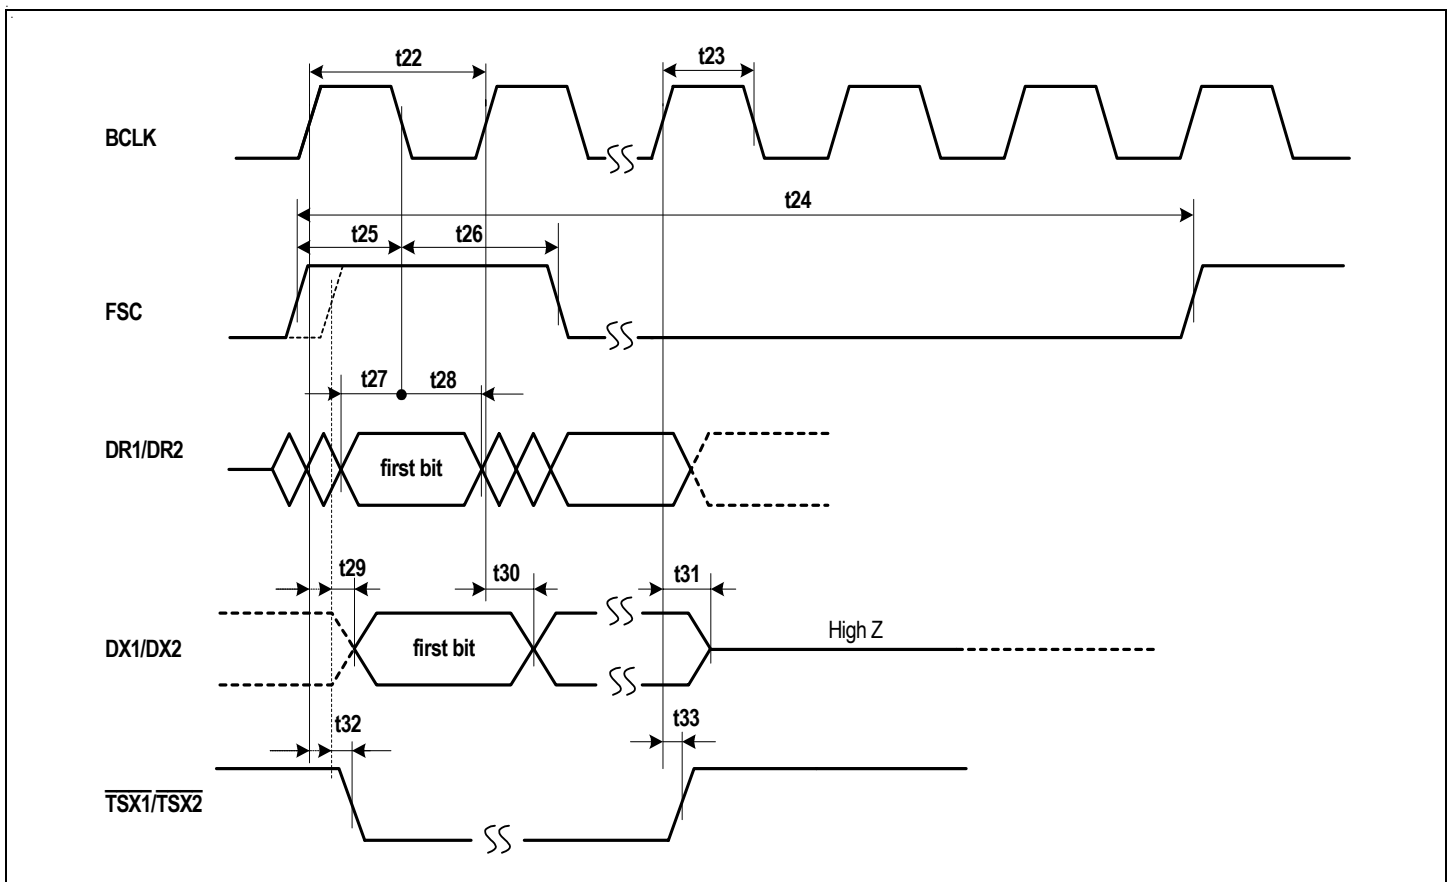 t22
t23
BCLK
t24
t25
t26
FSC
t27
t28
DR1/DR2
first bit
t29
t30
t31
DX1/DX2
first bit
High Z
t32
t33
TSX1/TSX2